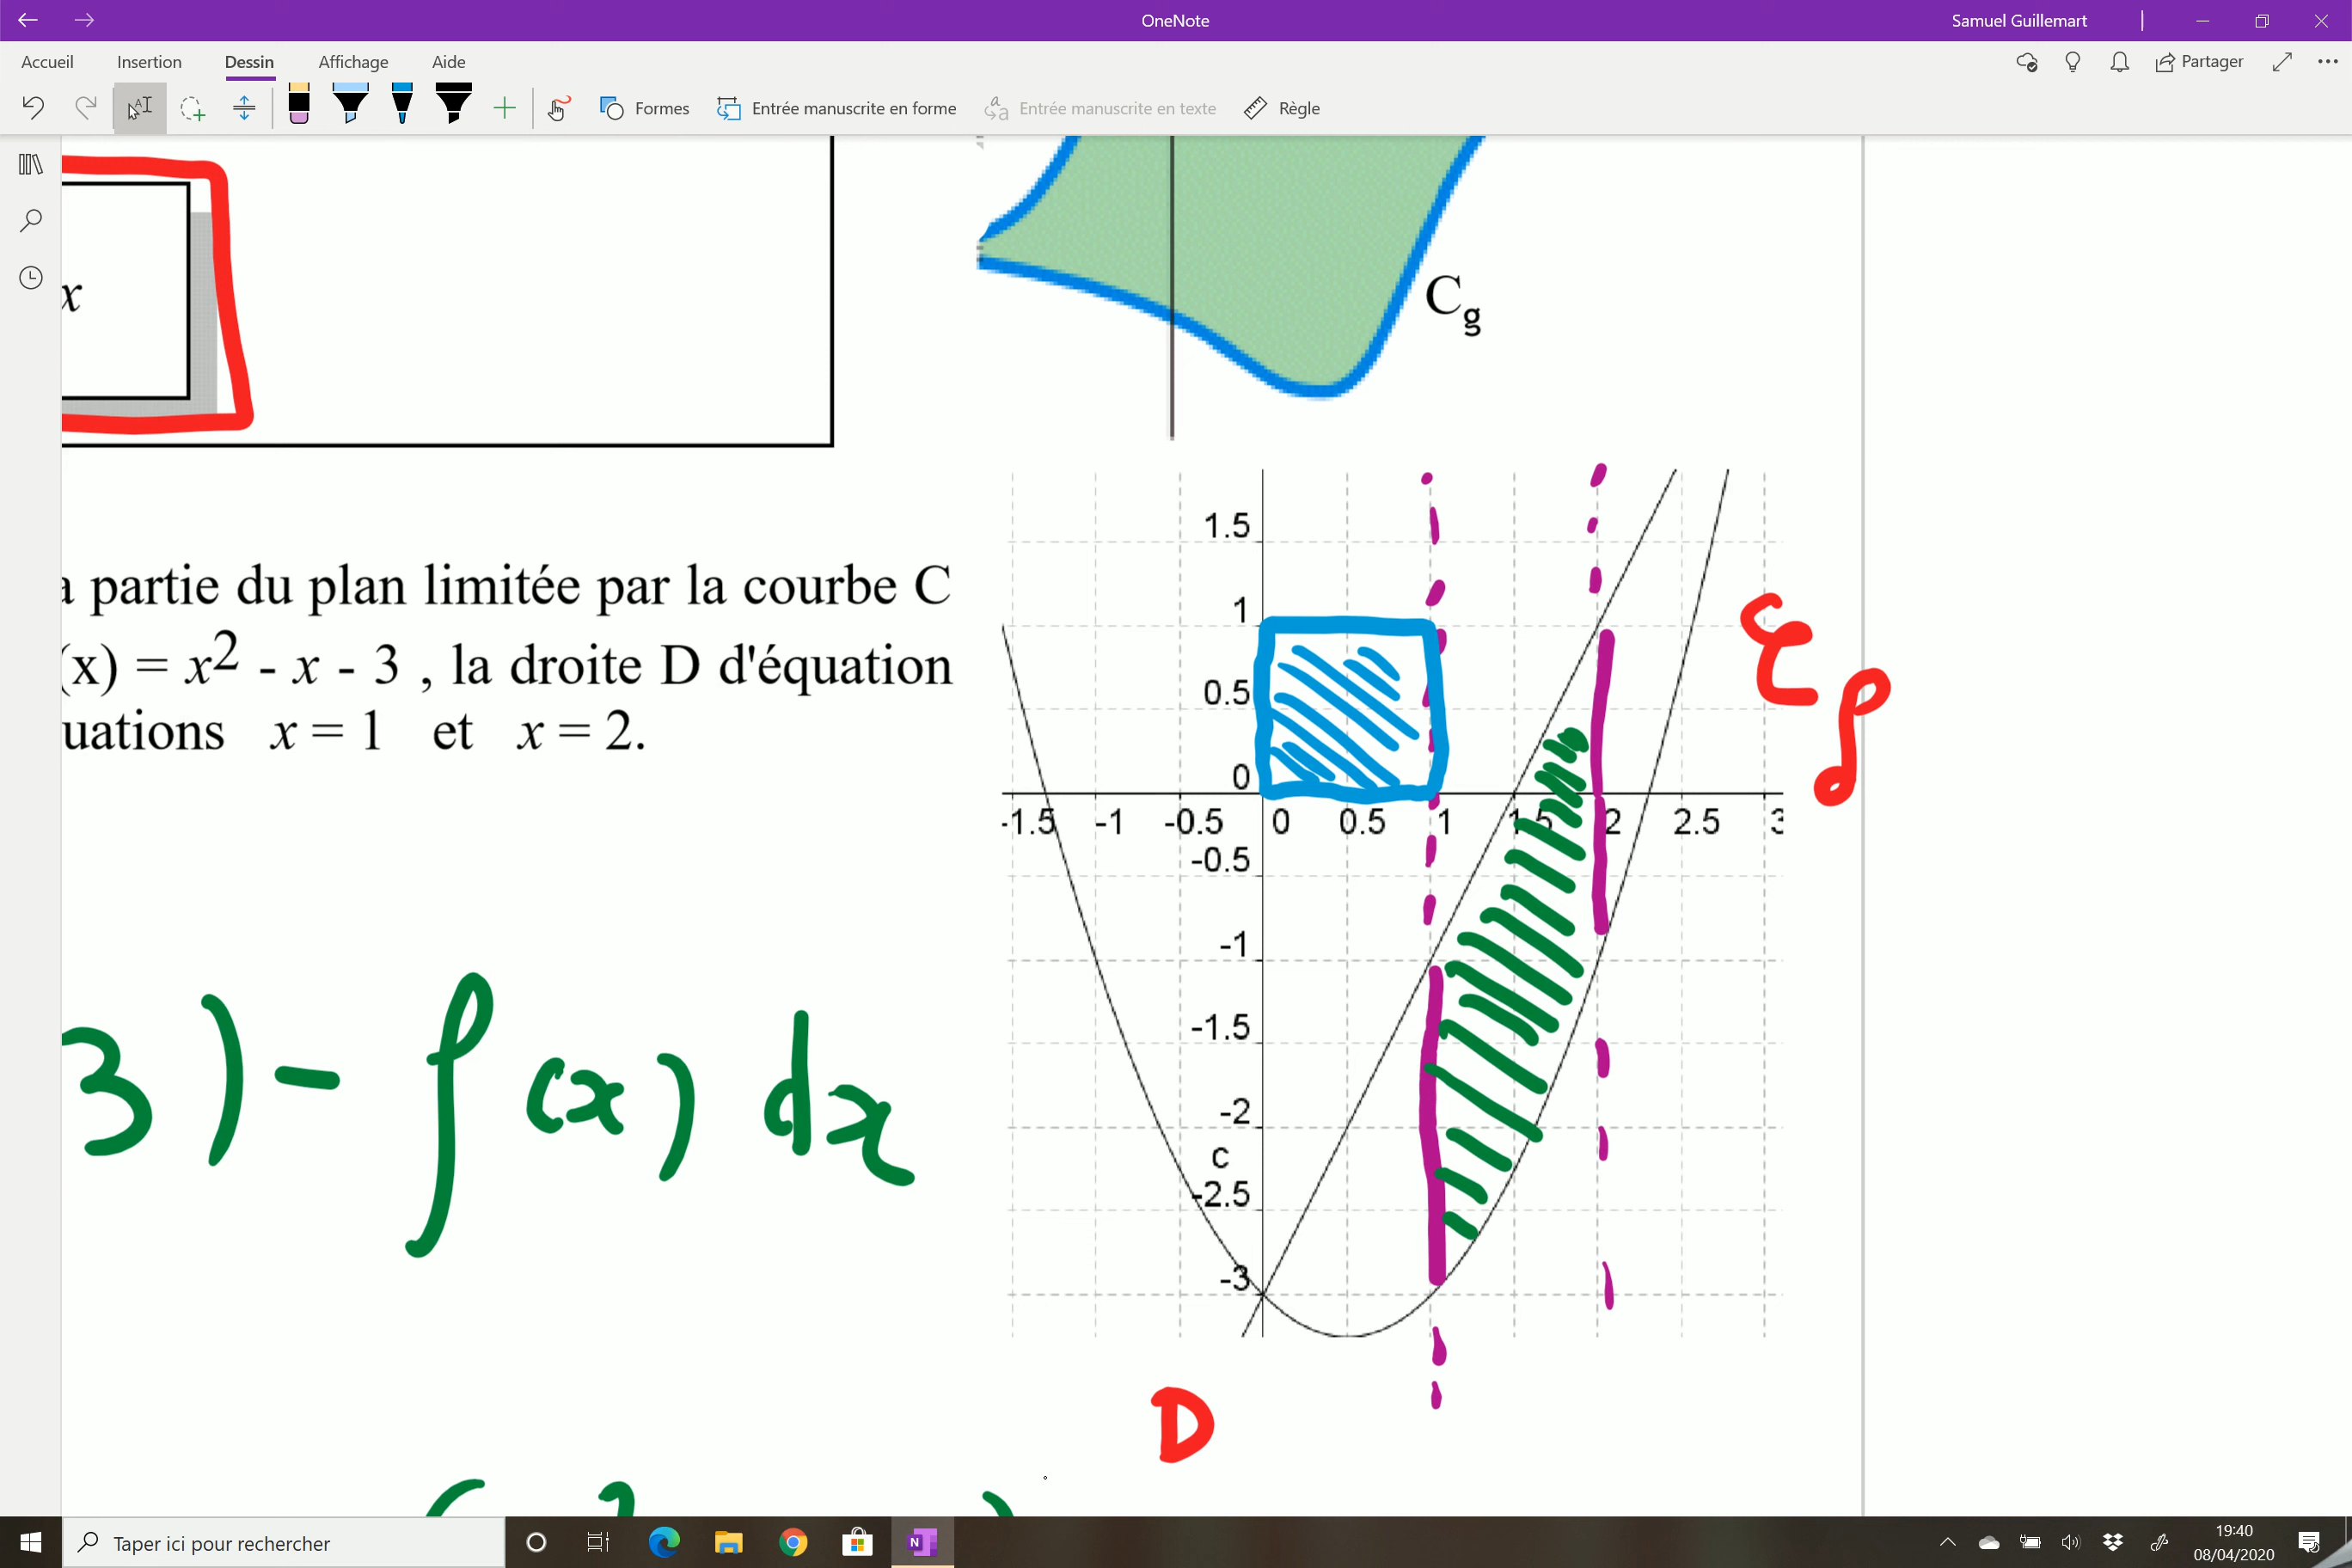 OneNote
Samuel Guillemart
Accueil Insertion Dessin Affichage Aide
Partager
Formes Entrée manuscrite en forme Entrée manuscrite en texte Règle
x
C g
partie du plan limitée par la courbe C
(x) = x² - x - 3 , la droite D d'équation
uations x = 1 et x = 2.
1.5
1
0.5
0
-1.5 -1 -0.5 0 0.5 1 1.5 2 2.5 3
-0.5
-1
-1.5
-2
c
-2.5
-3
C f
3) - f(x) dx
D
Taper ici pour rechercher
19:40
08/04/2020